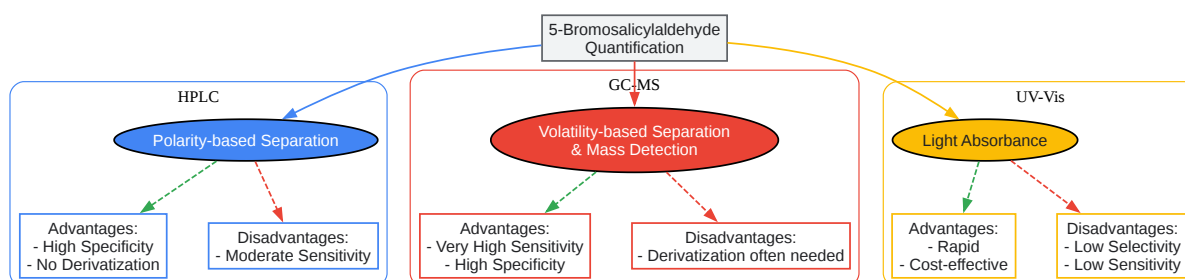 5-Bromosalicylaldehyde
Quantification
HPLC
Polarity-based Separation
Advantages:
- High Specificity
- No Derivatization
Disadvantages:
- Moderate Sensitivity
GC-MS
Volatility-based Separation
& Mass Detection
Advantages:
- Very High Sensitivity
- High Specificity
Disadvantages:
- Derivatization often needed
UV-Vis
Light Absorbance
Advantages:
- Rapid
- Cost-effective
Disadvantages:
- Low Selectivity
- Low Sensitivity